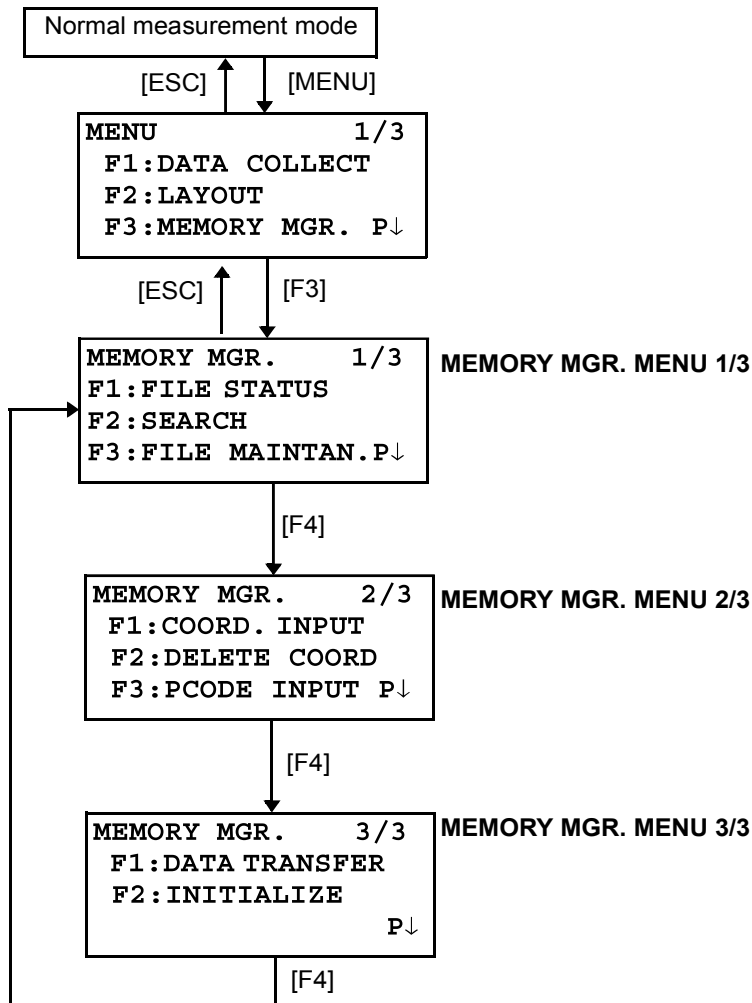 Normal measurement mode
[ESC] [MENU]
MENU 1/3
F1:DATA COLLECT
F2:LAYOUT
F3:MEMORY MGR. P↓
[ESC] [F3]
MEMORY MGR. 1/3 MEMORY MGR. MENU 1/3
F1:FILE STATUS
F2:SEARCH
F3:FILE MAINTAN.P↓
[F4]
MEMORY MGR. 2/3 MEMORY MGR. MENU 2/3
F1:COORD. INPUT
F2:DELETE COORD
F3:PCODE INPUT P↓
[F4]
MEMORY MGR. 3/3 MEMORY MGR. MENU 3/3
F1:DATA TRANSFER
F2:INITIALIZE
P↓
[F4]